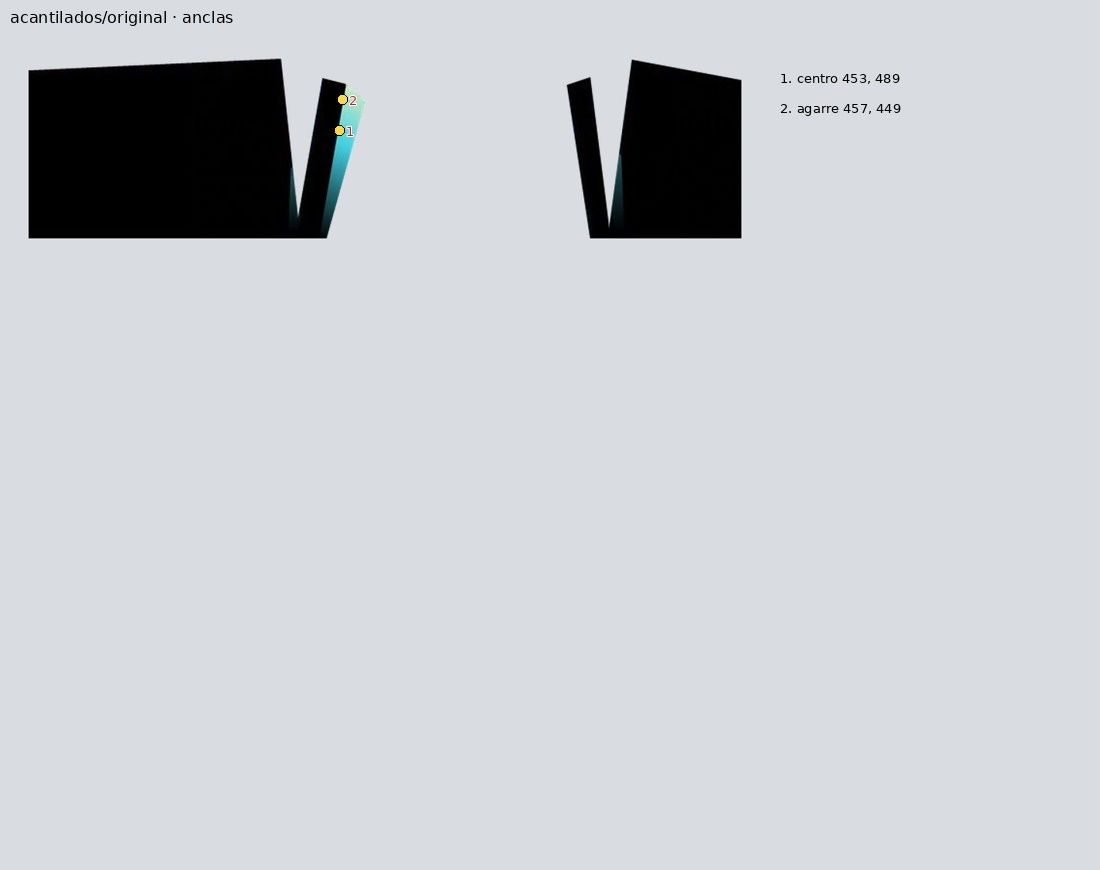 acantilados/original · anclas
1. centro 453, 489
2. agarre 457, 449
2
1